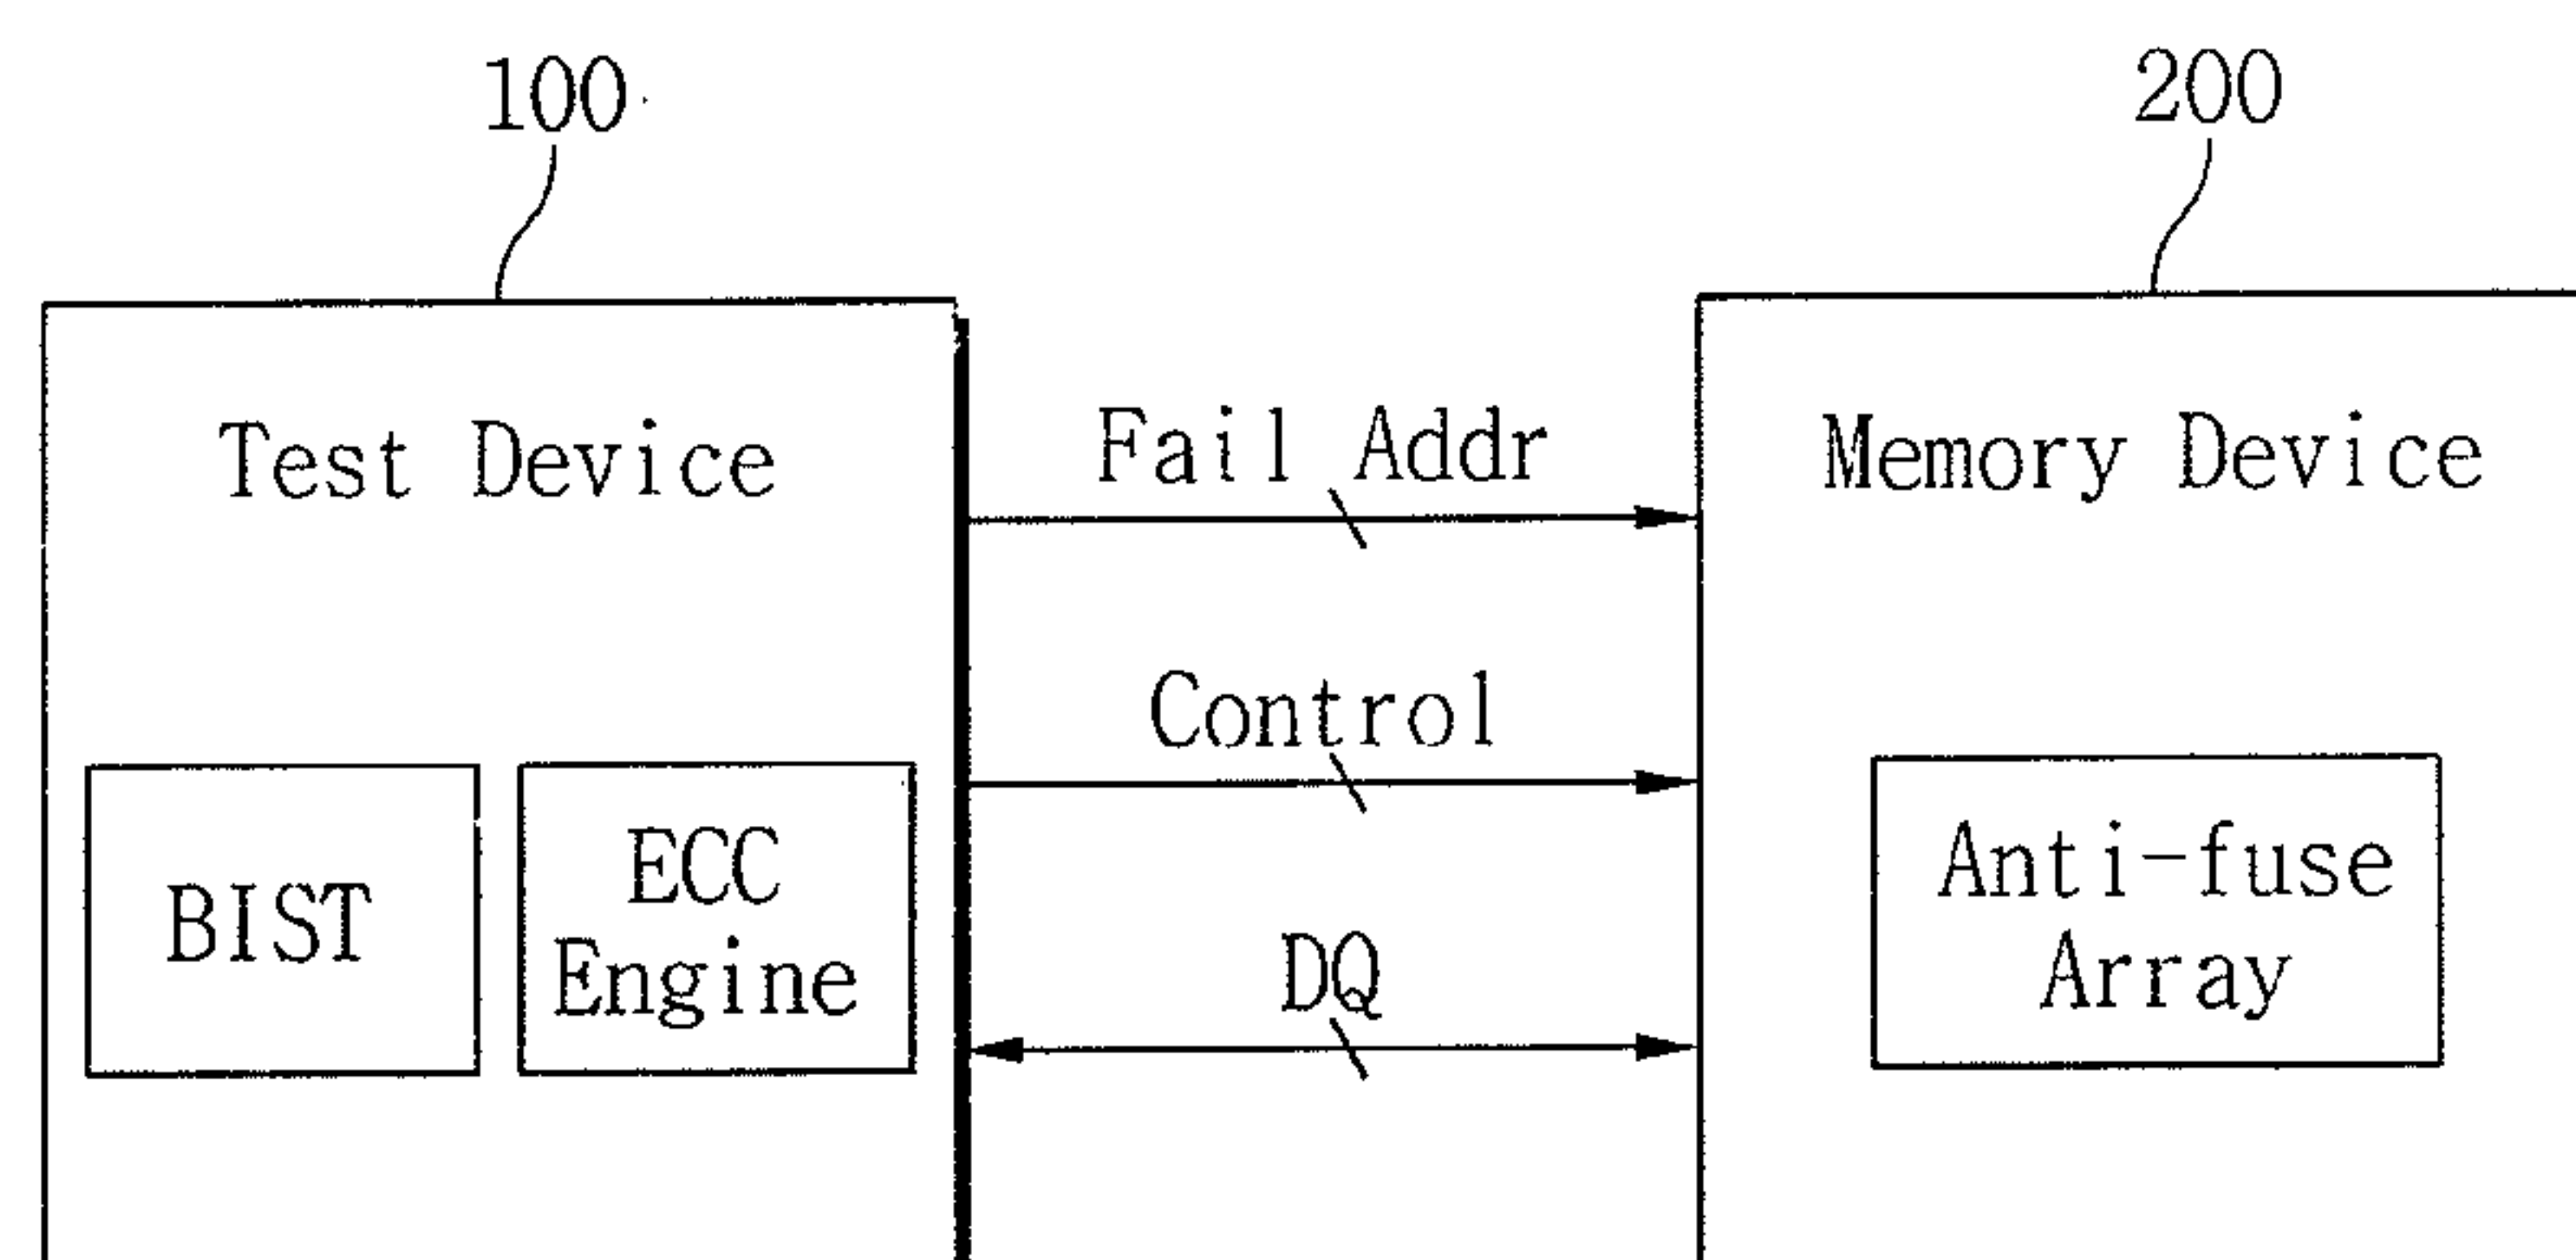 100
200
Test Device
Fail Addr
Memory Device
Control
BIST
ECC
Engine
DQ
Anti-fuse
Array